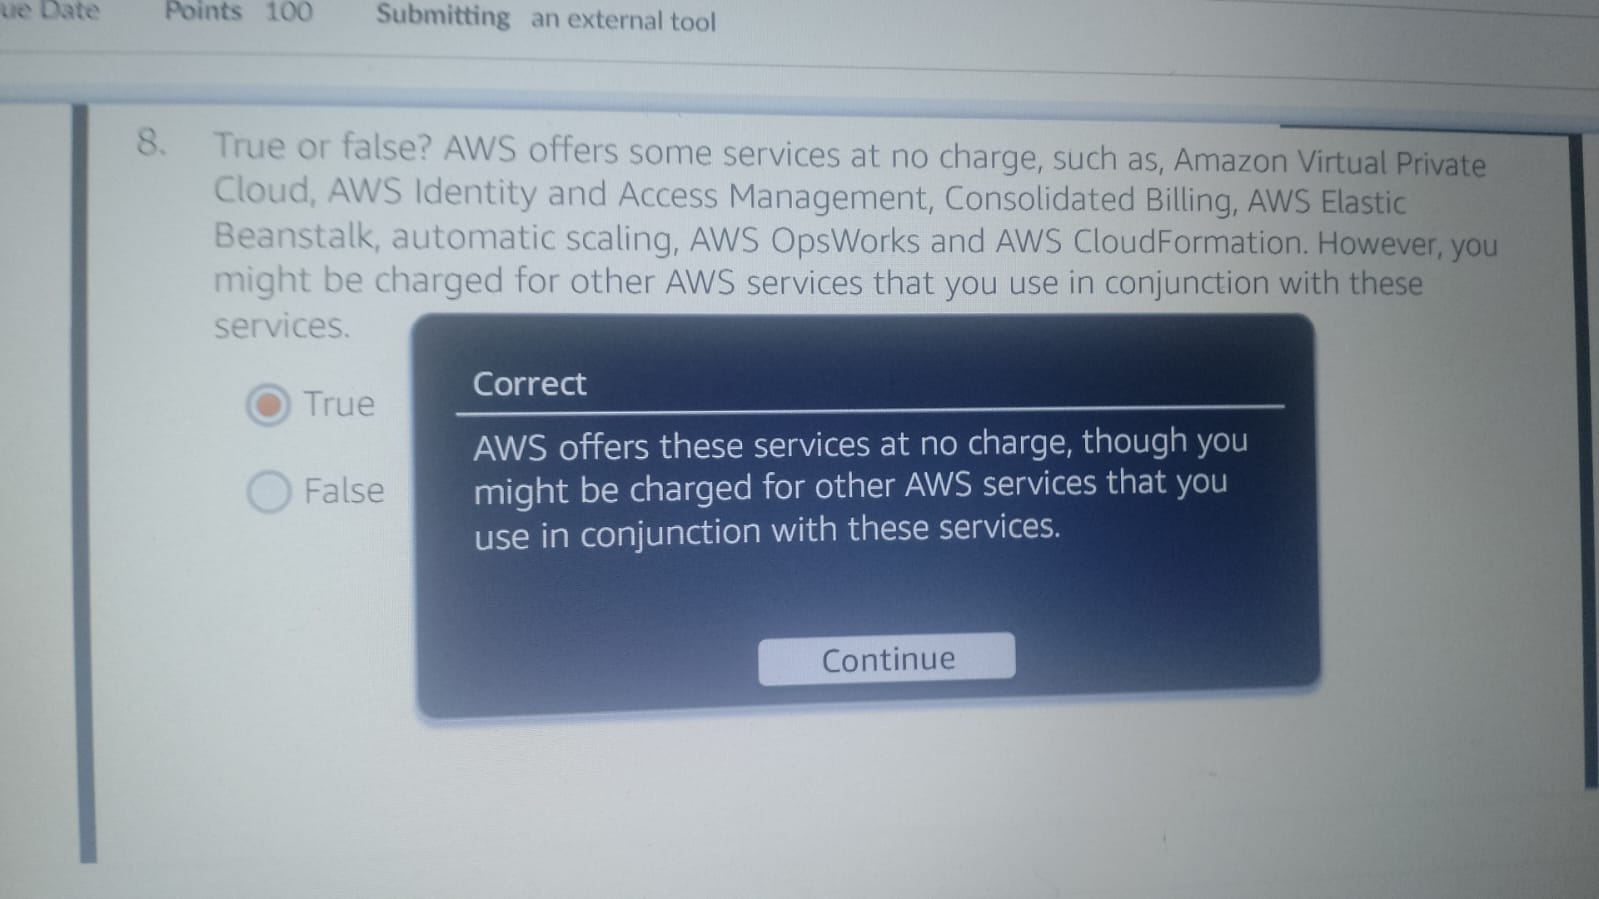 Date
Points 100
Submitting an external tool
8. True or false? AWS offers some services at no charge, such as, Amazon Virtual Private
Cloud, AWS Identity and Access Management, Consolidated Billing, AWS Elastic
Beanstalk, automatic scaling, AWS OpsWorks and AWS CloudFormation. However, you
might be charged for other AWS services that you use in conjunction with these
services.
True
False
Correct
AWS offers these services at no charge, though you
might be charged for other AWS services that you
use in conjunction with these services.
Continue